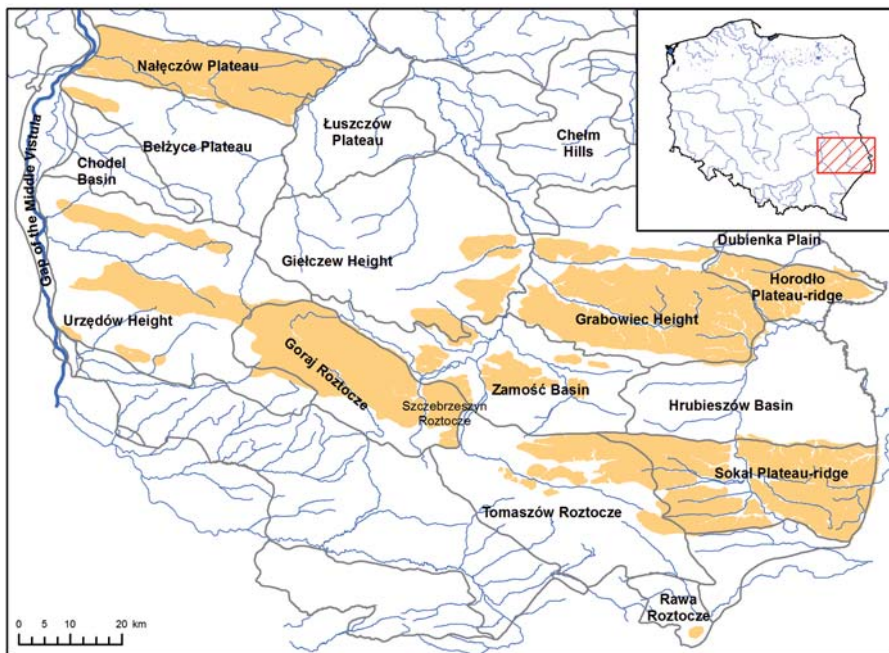 Nałęczów Plateau
Łuszczów
Plateau
Chełm
Hills
Bełżyce Plateau
Chodel
Basin
Gap of the Middle Vistula
Giełczew Height
Dubienka Plain
Horodło
Plateau-ridge
Grabowiec Height
Urzędów Height
Goraj Roztocze
Szczebrzeszyn
Roztocze
Zamość Basin
Hrubieszów Basin
Sokal Plateau-ridge
Tomaszów Roztocze
Rawa
Roztocze
0 5 10 20 km